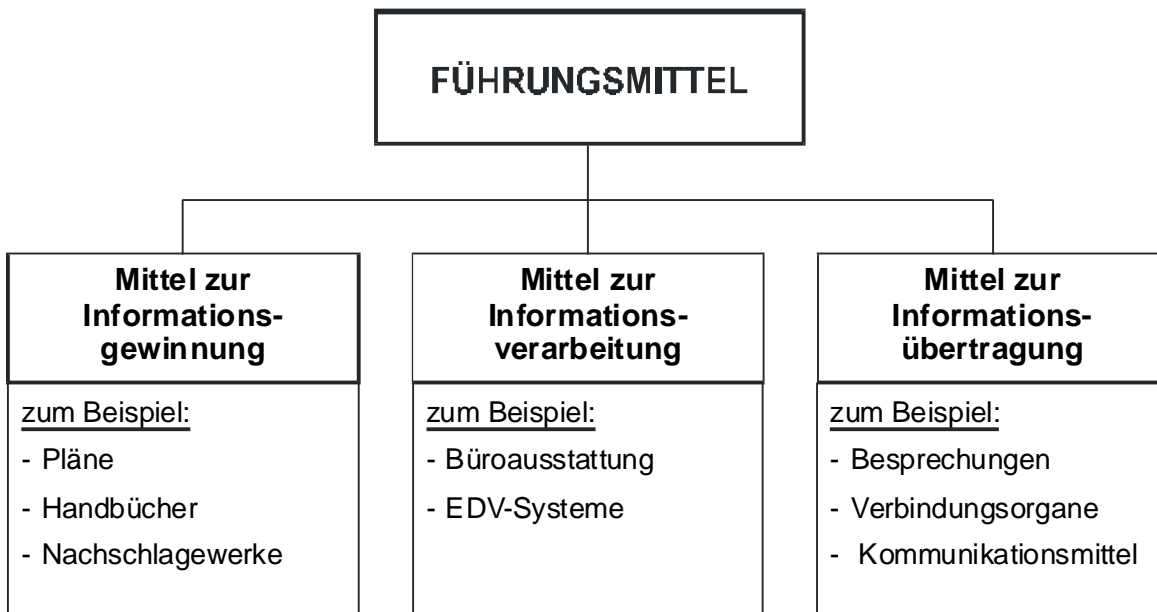 FÜHRUNGSMITTEL
Mittel zur
Informations-
gewinnung
zum Beispiel:
- Pläne
- Handbücher
- Nachschlagewerke
Mittel zur
Informations-
verarbeitung
zum Beispiel:
- Büroausstattung
- EDV-Systeme
Mittel zur
Informations-
übertragung
zum Beispiel:
- Besprechungen
- Verbindungsorgane
- Kommunikationsmittel